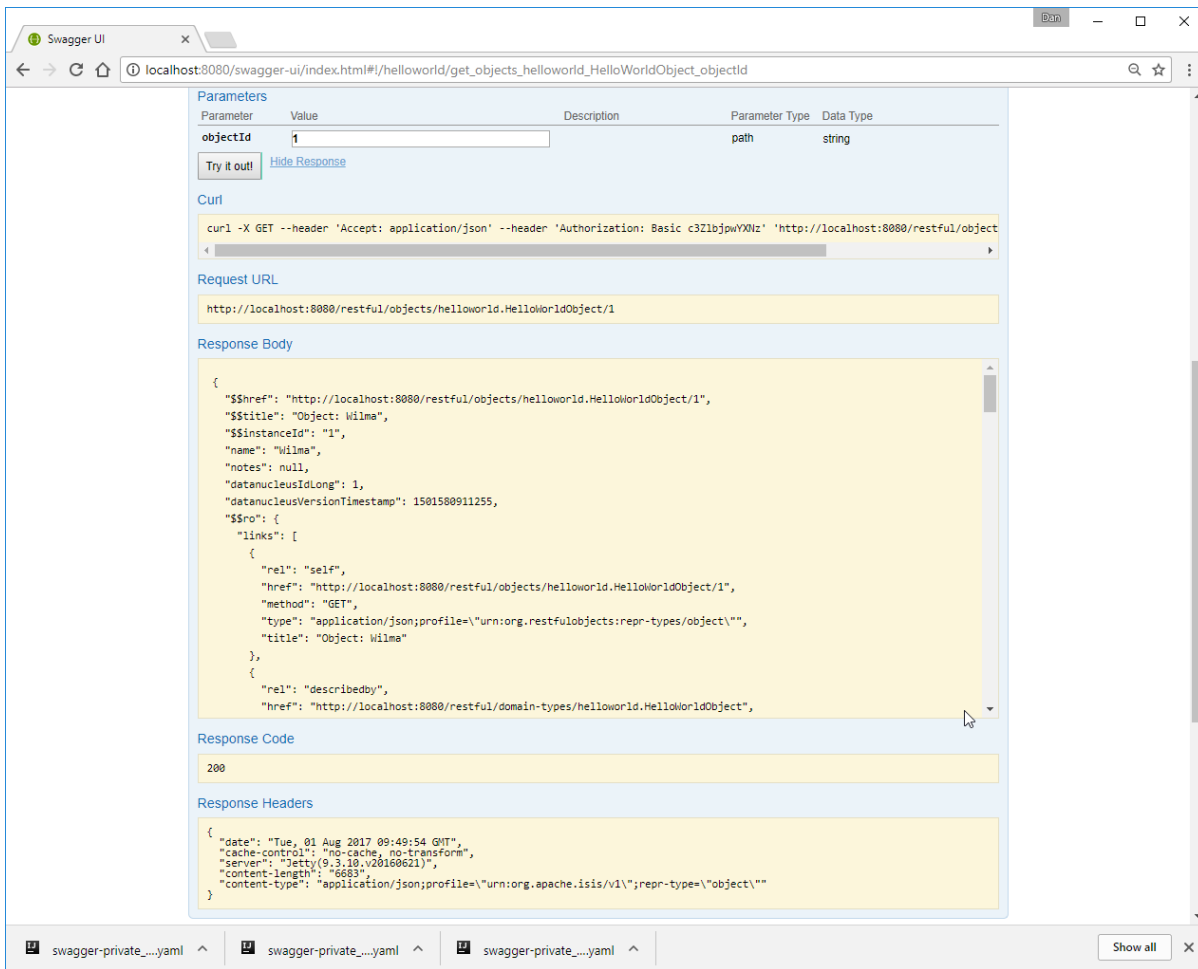 Dan
Swagger UI
localhost:8080/swagger-ui/index.html#!/helloworld/get_objects_helloworld_HelloWorldObject_objectId
Parameters
Parameter Value Description Parameter Type Data Type
objectId 1 path string
Try it out! Hide Response
Curl
curl -X GET --header 'Accept: application/json' --header 'Authorization: Basic c3ZlbjpwYXNz' 'http://localhost:8080/restful/object
Request URL
http://localhost:8080/restful/objects/helloworld.HelloWorldObject/1
Response Body
{
"$$href": "http://localhost:8080/restful/objects/helloworld.HelloWorldObject/1",
"$$title": "Object: Wilma",
"$$instanceId": "1",
"name": "Wilma",
"notes": null,
"datanucleusIdLong": 1,
"datanucleusVersionTimestamp": 1501580911255,
"$$ro": {
"links": [
{
"rel": "self",
"href": "http://localhost:8080/restful/objects/helloworld.HelloWorldObject/1",
"method": "GET",
"type": "application/json;profile=\"urn:org.restfulobjects:repr-types/object\"",
"title": "Object: Wilma"
},
{
"rel": "describedby",
"href": "http://localhost:8080/restful/domain-types/helloworld.HelloWorldObject",
Response Code
200
Response Headers
{
"date": "Tue, 01 Aug 2017 09:49:54 GMT",
"cache-control": "no-cache, no-transform",
"server": "Jetty(9.3.10.v20160621)",
"content-length": "6683",
"content-type": "application/json;profile=\"urn:org.apache.isis/v1\";repr-type=\"object\""
}
swagger-private_....yaml swagger-private_....yaml swagger-private_....yaml Show all